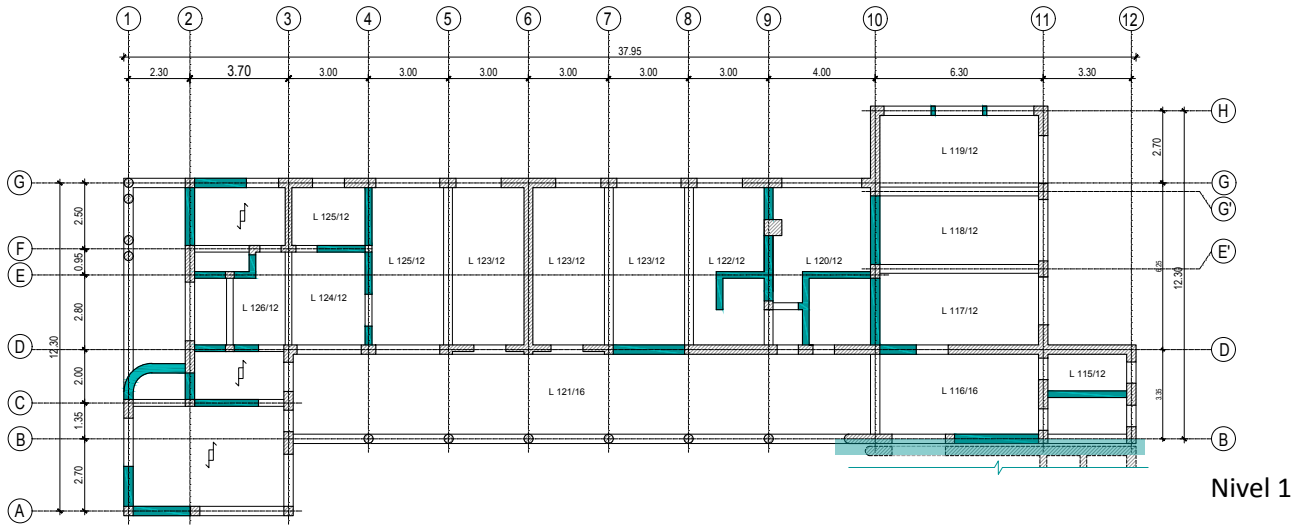 1 2 3 4 5 6 7 8 9 10 11 12
37.95
2.30 3.70 3.00 3.00 3.00 3.00 3.00 3.00 4.00 6.30 3.30
H
L 119/12
2.70
G G
L 125/12
2.50
G'
F
L 118/12
0.95
E
L 125/12 L 123/12 L 123/12 L 123/12 L 122/12 L 120/12
E'
6.25
12.30
L 126/12 L 124/12
2.80
L 117/12
12.30
D D
2.00
L 115/12
L 121/16 L 116/16
3.35
C
1.35
B B
2.70
Nivel 1
A